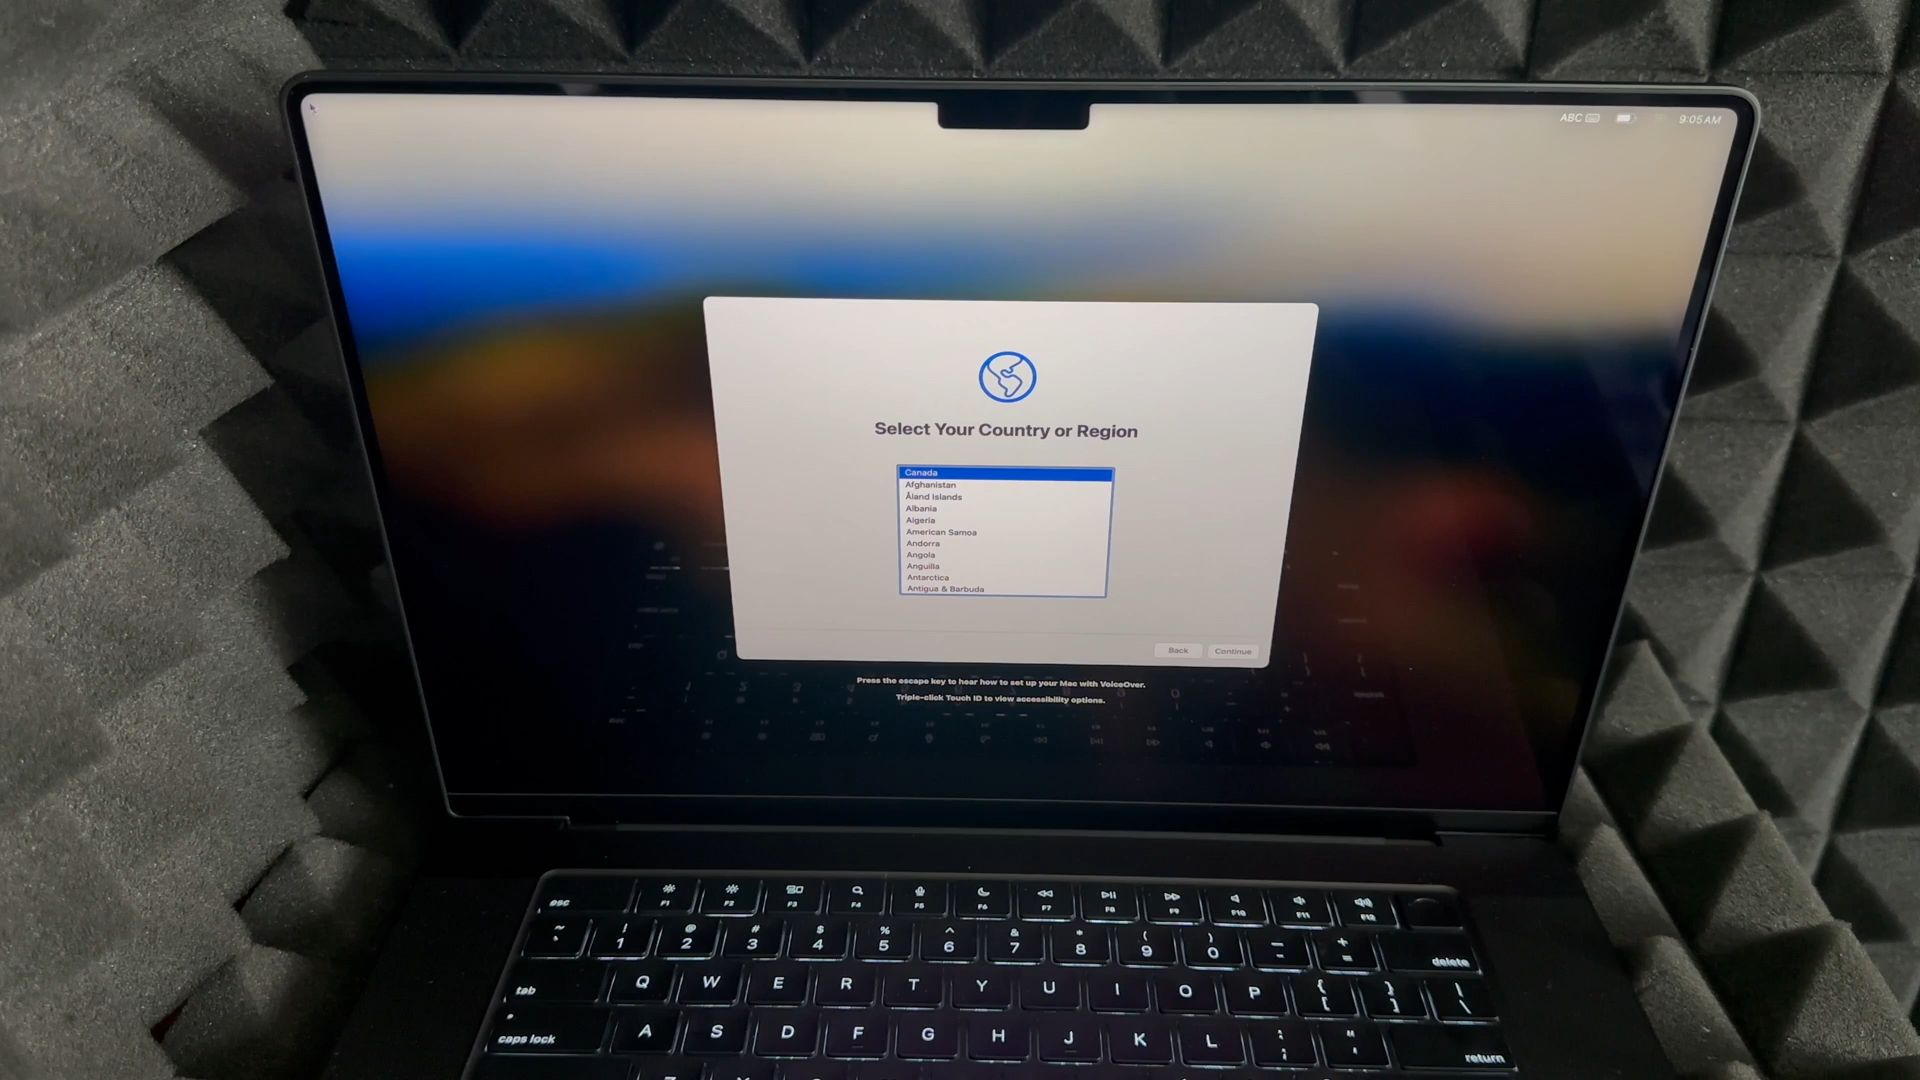 ABC 9:05 AM
Select Your Country or Region
Canada
Afghanistan
Åland Islands
Albania
Algeria
American Samoa
Andorra
Angola
Anguilla
Antarctica
Antigua & Barbuda
Back Continue
Press the escape key to hear how to set up your Mac with VoiceOver.
Triple-click Touch ID to view accessibility options.
esc F1 F2 F3 F4 F5 F6 F7 F8 F9 F10 F11 F12
~ ! @ # $ % ^ & * ( ) — +
` 1 2 3 4 5 6 7 8 9 0 - =
delete
tab Q W E R T Y U I O P { [ } ] | \
caps lock A S D F G H J K L : ; " '
return